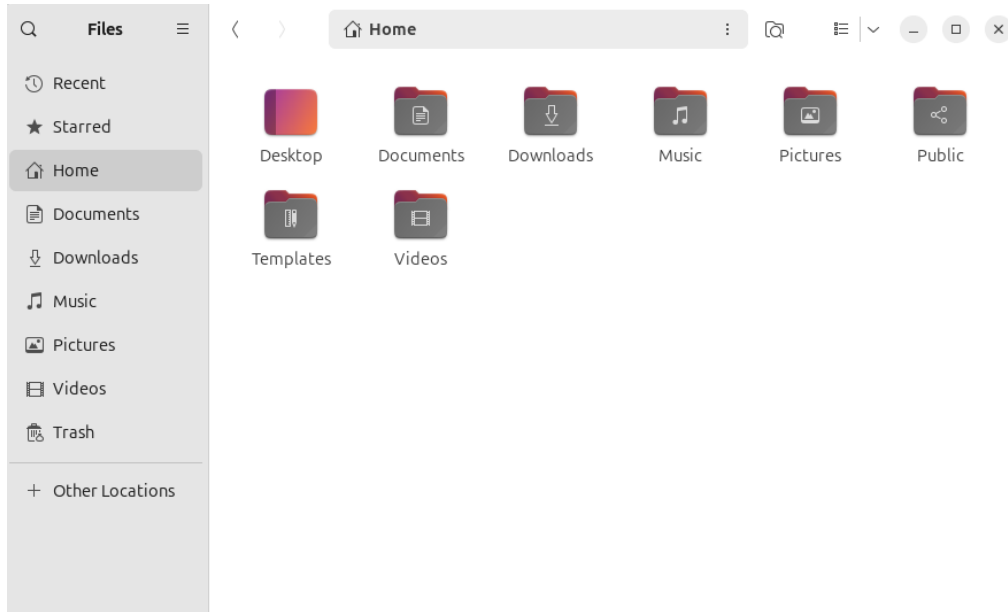 Files
Home
Recent
Starred
Home
Documents
Downloads
Music
Pictures
Videos
Trash
Other Locations
Desktop
Documents
Downloads
Music
Pictures
Public
Templates
Videos